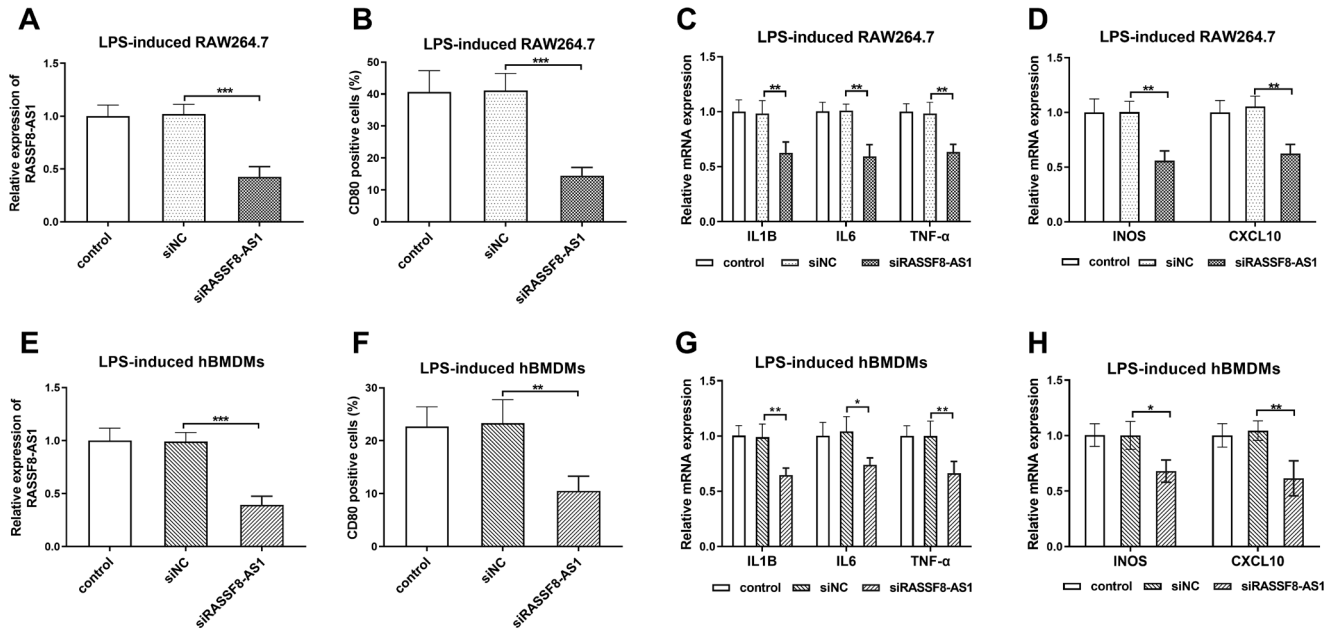 A
LPS-induced RAW264.7
Relative expression of
RASSF8-AS1
1.5
1.0
0.5
0.0
***
control
siNC
siRASSF8-AS1
B
LPS-induced RAW264.7
CD80 positive cells (%)
50
40
30
20
10
0
***
control
siNC
siRASSF8-AS1
C
LPS-induced RAW264.7
Relative mRNA expression
1.5
1.0
0.5
0.0
** ** **
IL1B IL6 TNF-α
control siNC siRASSF8-AS1
D
LPS-induced RAW264.7
Relative mRNA expression
1.5
1.0
0.5
0.0
** **
INOS CXCL10
control siNC siRASSF8-AS1
E
LPS-induced hBMDMs
Relative expression of
RASSF8-AS1
1.5
1.0
0.5
0.0
***
control
siNC
siRASSF8-AS1
F
LPS-induced hBMDMs
CD80 positive cells (%)
30
20
10
0
**
control
siNC
siRASSF8-AS1
G
LPS-induced hBMDMs
Relative mRNA expression
1.5
1.0
0.5
0.0
** * **
IL1B IL6 TNF-α
control siNC siRASSF8-AS1
H
LPS-induced hBMDMs
Relative mRNA expression
1.5
1.0
0.5
0.0
* **
INOS CXCL10
control siNC siRASSF8-AS1